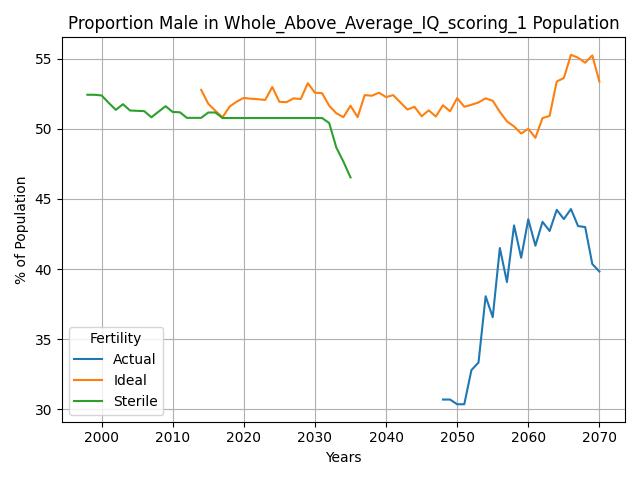 Proportion Male in Whole_Above_Average_IQ_scoring_1 Population
% of Population
55
50
45
40
35
30
Fertility
Actual
Ideal
Sterile
2000 2010 2020 2030 2040 2050 2060 2070
Years